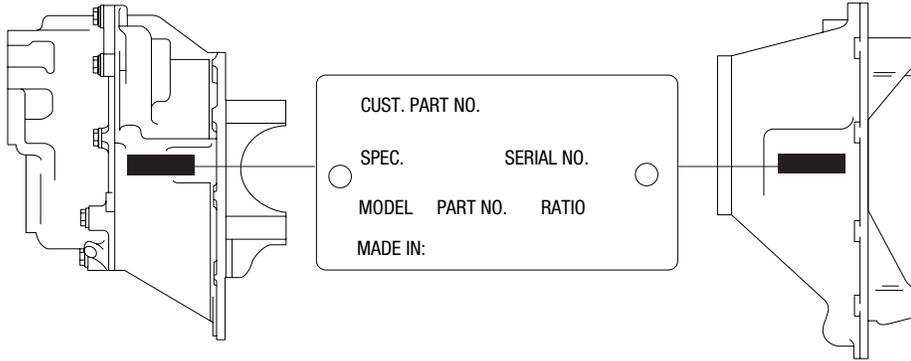 CUST. PART NO.
SPEC. SERIAL NO.
MODEL PART NO. RATIO
MADE IN: